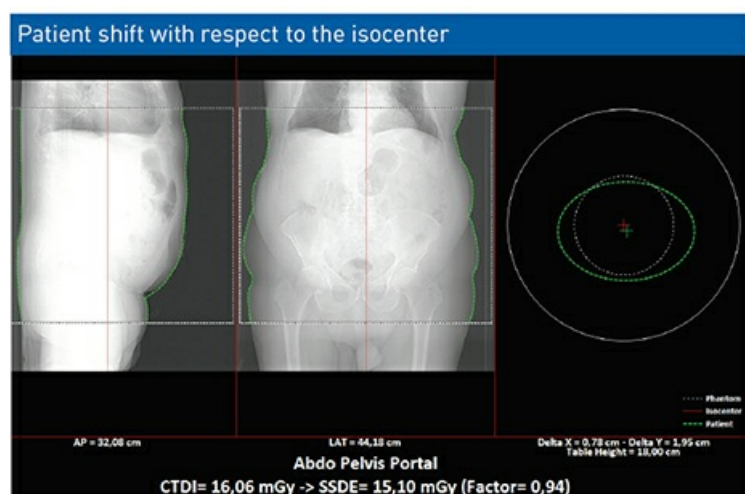 Patient shift with respect to the isocenter
Phantom
Isocenter
Patient
AP = 32,08 cm
LAT = 44,18 cm
Delta X = 0,78 cm - Delta Y = 1,95 cm
Table Height = 18,00 cm
Abdo Pelvis Portal
CTDI= 16,06 mGy -> SSDE= 15,10 mGy (Factor= 0,94)